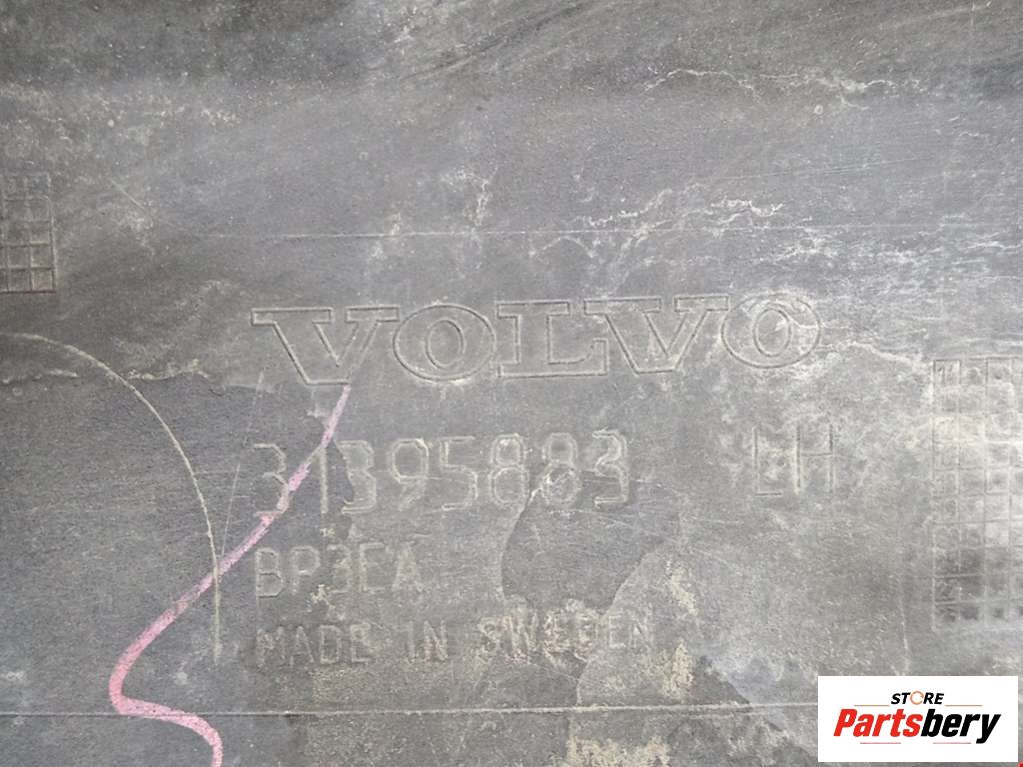 VOLVO
31395883 LH
BP3EA
MADE IN SWEDEN
STORE
Partsbery